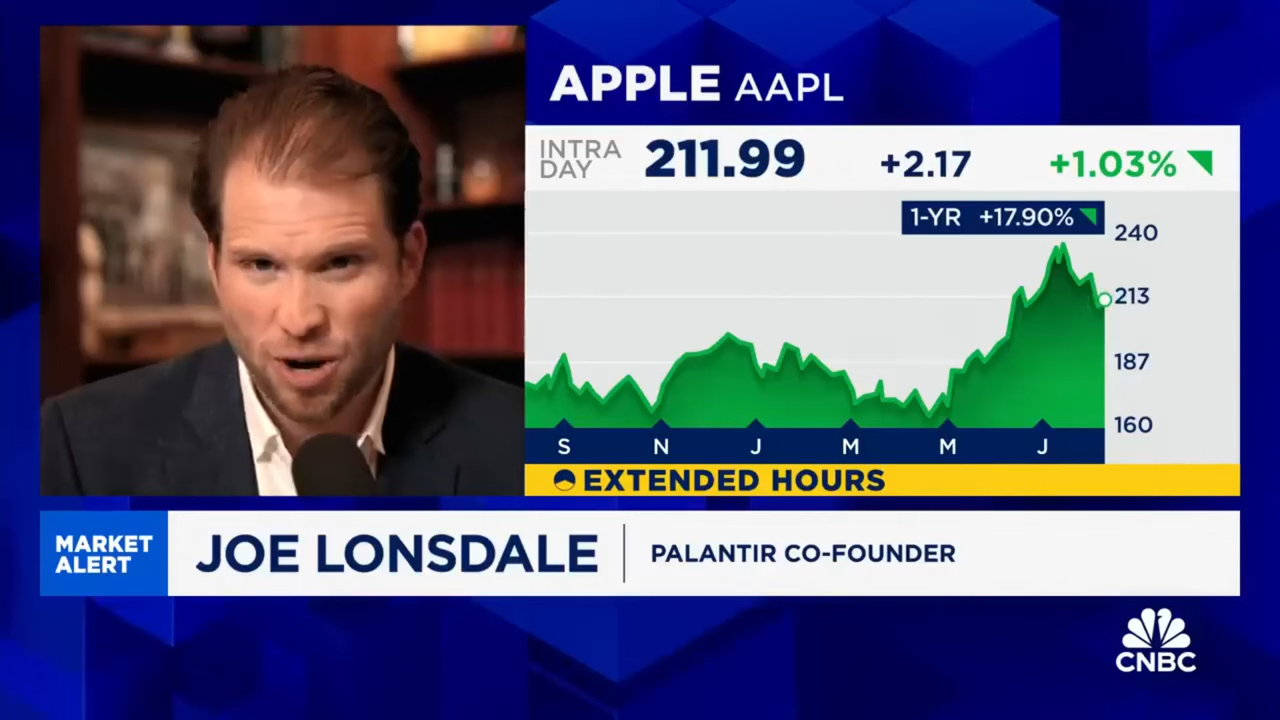 APPLE AAPL
INTRA DAY 211.99 +2.17 +1.03%
1-YR +17.90%
240
213
187
160
S N J M M J
EXTENDED HOURS
MARKET ALERT
JOE LONSDALE PALANTIR CO-FOUNDER
CNBC